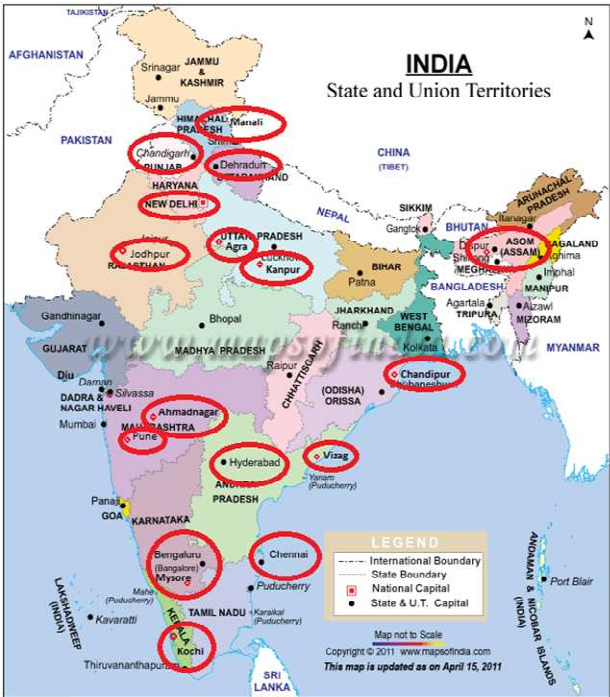 TAJIKISTAN
AFGHANISTAN
JAMMU
&
KASHMIR
Srinagar
Jammu
INDIA
State and Union Territories
N
HIMACHAL
PRADESH
Manali
PAKISTAN
Chandigarh
PUNJAB
Dehradun
CHINA
(TIBET)
HARYANA
NEW DELHI
ARUNACHAL
PRADESH
SIKKIM
NEPAL
Gangtok
BHUTAN
Itanagar
UTTAR PRADESH
Agra
Jodhpur
RAJASTHAN
Lucknow
Kanpur
Dispur
ASOM
(ASSAM)
NAGALAND
Kohima
Shillong
MEGHALAYA
Imphal
MANIPUR
BIHAR
Patna
BANGLADESH
Gandhinagar
GUJARAT
Bhopal
MADHYA PRADESH
JHARKHAND
Ranchi
WEST
BENGAL
Kolkata
Agartala
TRIPURA
Aizawl
MIZORAM
MYANMAR
www.mapsofindia.com
Diu
Daman
Silvassa
DADRA &
NAGAR HAVELI
Raipur
CHHATTISGARH
(ODISHA)
ORISSA
Chandipur
Bhubaneshwar
Mumbai
Ahmadnagar
MAHARASHTRA
Pune
Hyderabad
ANDHRA
PRADESH
Vizag
Yanam
(Puducherry)
Panaji
GOA
KARNATAKA
Bengaluru
(Bangalore)
Mysore
Chennai
LEGEND
International Boundary
State Boundary
National Capital
State & U.T. Capital
Map not to Scale
Copyright © 2011 www.mapsofindia.com
This map is updated as on April 15, 2011
ANDAMAN & NICOBAR ISLANDS
(INDIA)
Port Blair
LAKSHADWEEP
(INDIA)
Kavaratti
Mahe
(Puducherry)
Puducherry
TAMIL NADU
Karaikal
(Puducherry)
KERALA
Kochi
Thiruvananthapuram
SRI
LANKA